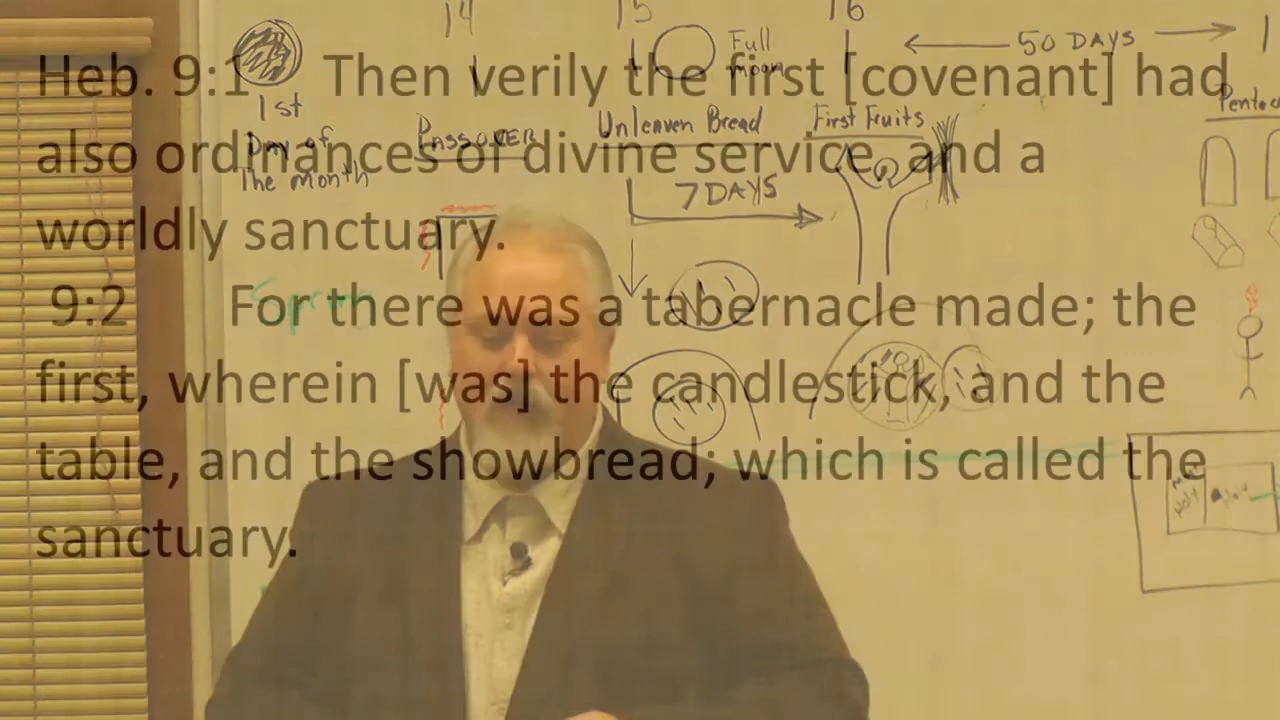 14 15 16
Full
moon
50 DAYS
1st
Day of
The month
PASSOVER
Unleaven Bread
First Fruits
7 DAYS
Heb. 9:1 Then verily the first [covenant] had
also ordinances of divine service, and a
worldly sanctuary.
9:2 For there was a tabernacle made; the
first, wherein [was] the candlestick, and the
table, and the showbread; which is called the
sanctuary.
Spring
Holy